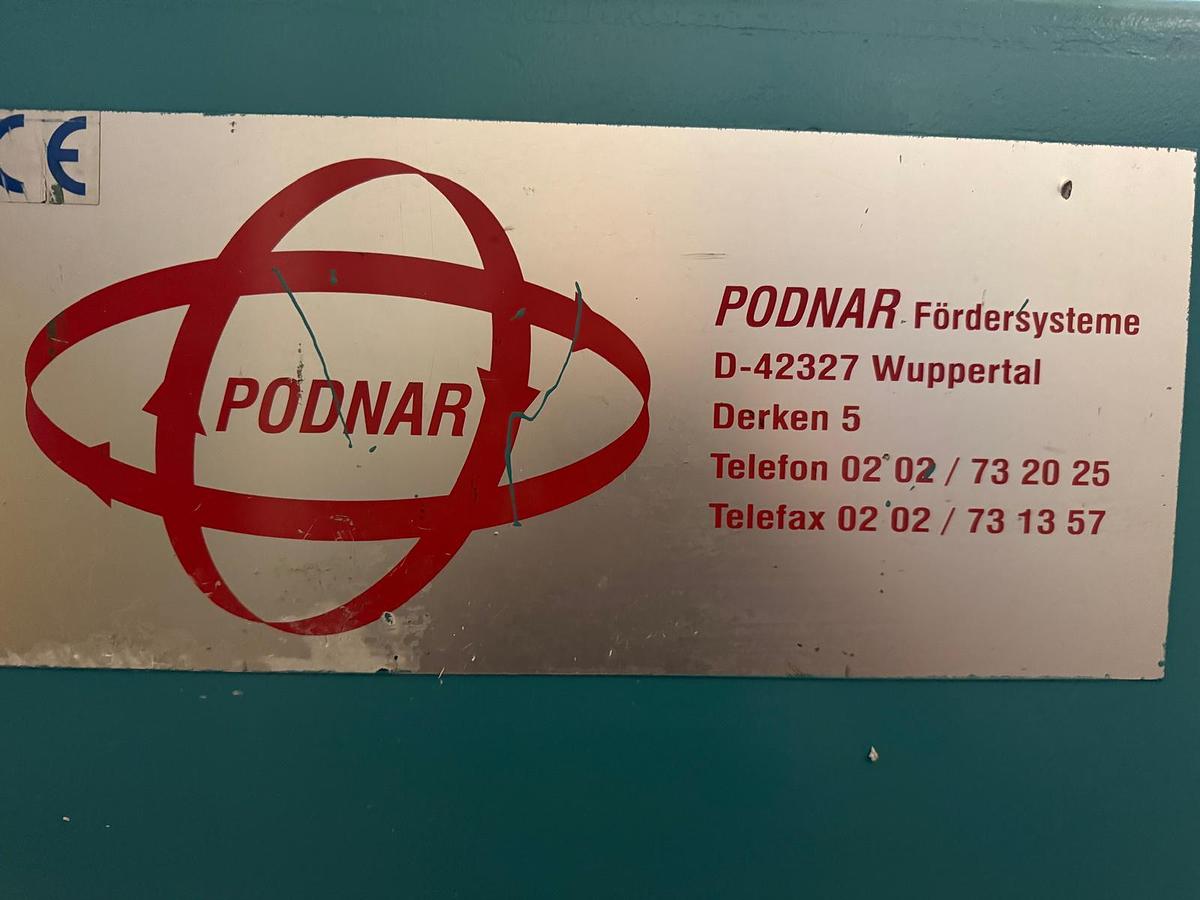 CE
PODNAR
PODNAR Fördersysteme
D-42327 Wuppertal
Derken 5
Telefon 02 02 / 73 20 25
Telefax 02 02 / 73 13 57